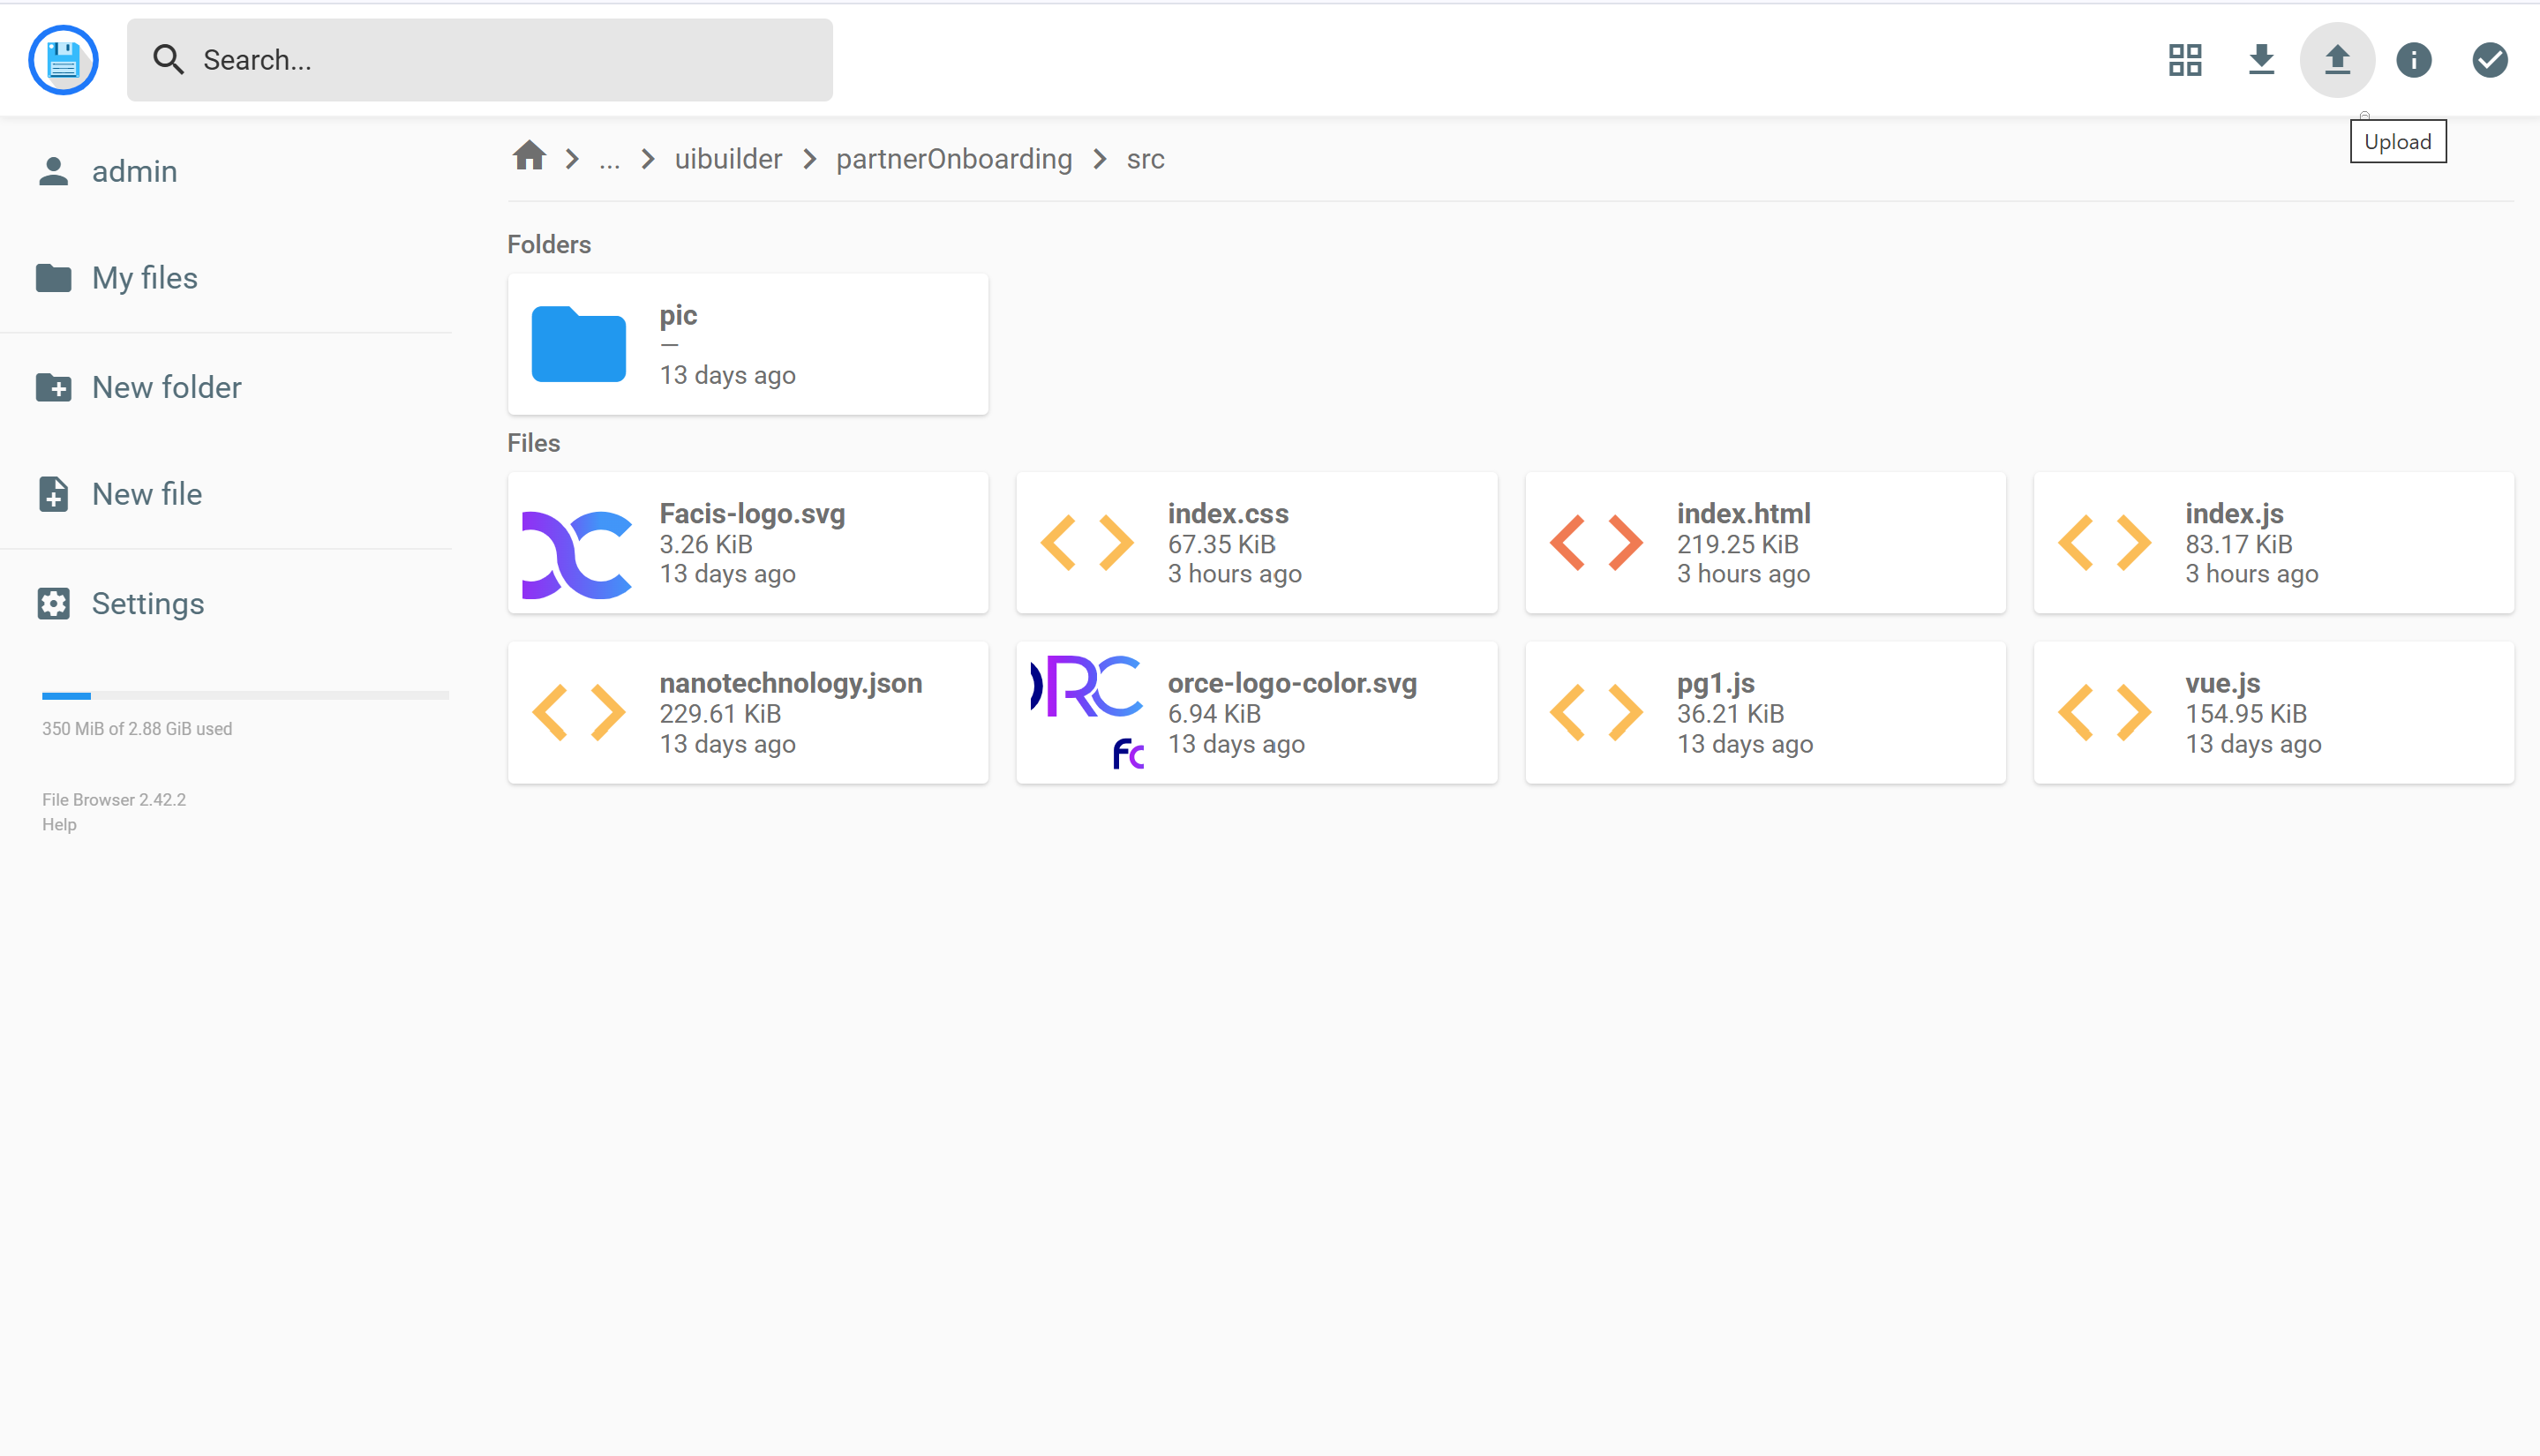 Search...
Upload
admin
My files
New folder
New file
Settings
350 MiB of 2.88 GiB used
File Browser 2.42.2
Help
... uibuilder partnerOnboarding src
Folders
pic
—
13 days ago
Files
Facis-logo.svg
3.26 KiB
13 days ago
index.css
67.35 KiB
3 hours ago
index.html
219.25 KiB
3 hours ago
index.js
83.17 KiB
3 hours ago
nanotechnology.json
229.61 KiB
13 days ago
RC
FC
orce-logo-color.svg
6.94 KiB
13 days ago
pg1.js
36.21 KiB
13 days ago
vue.js
154.95 KiB
13 days ago